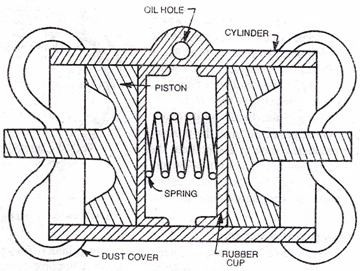 OIL HOLE
CYLINDER
PISTON
SPRING
DUST COVER
RUBBER
CUP